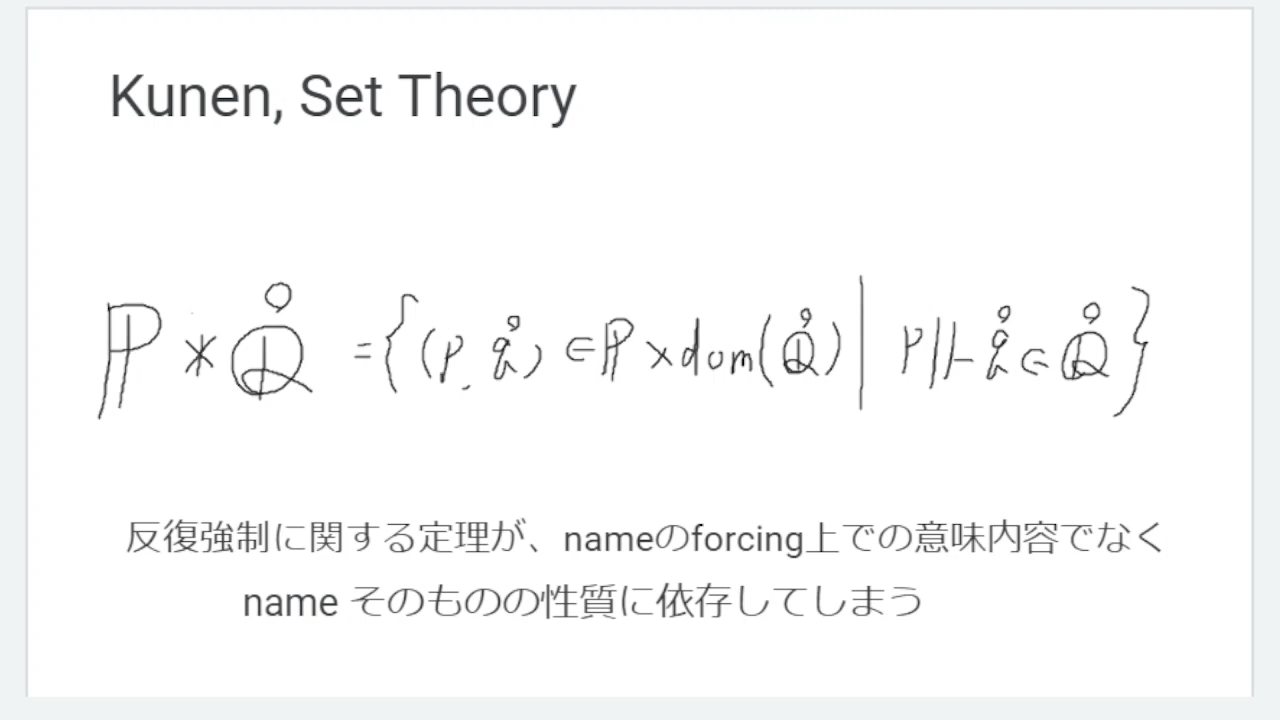 Kunen, Set Theory
ℙ * ℚ̊ = {(p, q̊) ∈ ℙ × dom(ℚ̊) | p ⊩ q̊ ∈ ℚ̊}
反復強制に関する定理が、nameのforcing上での意味内容でなく
name そのものの性質に依存してしまう